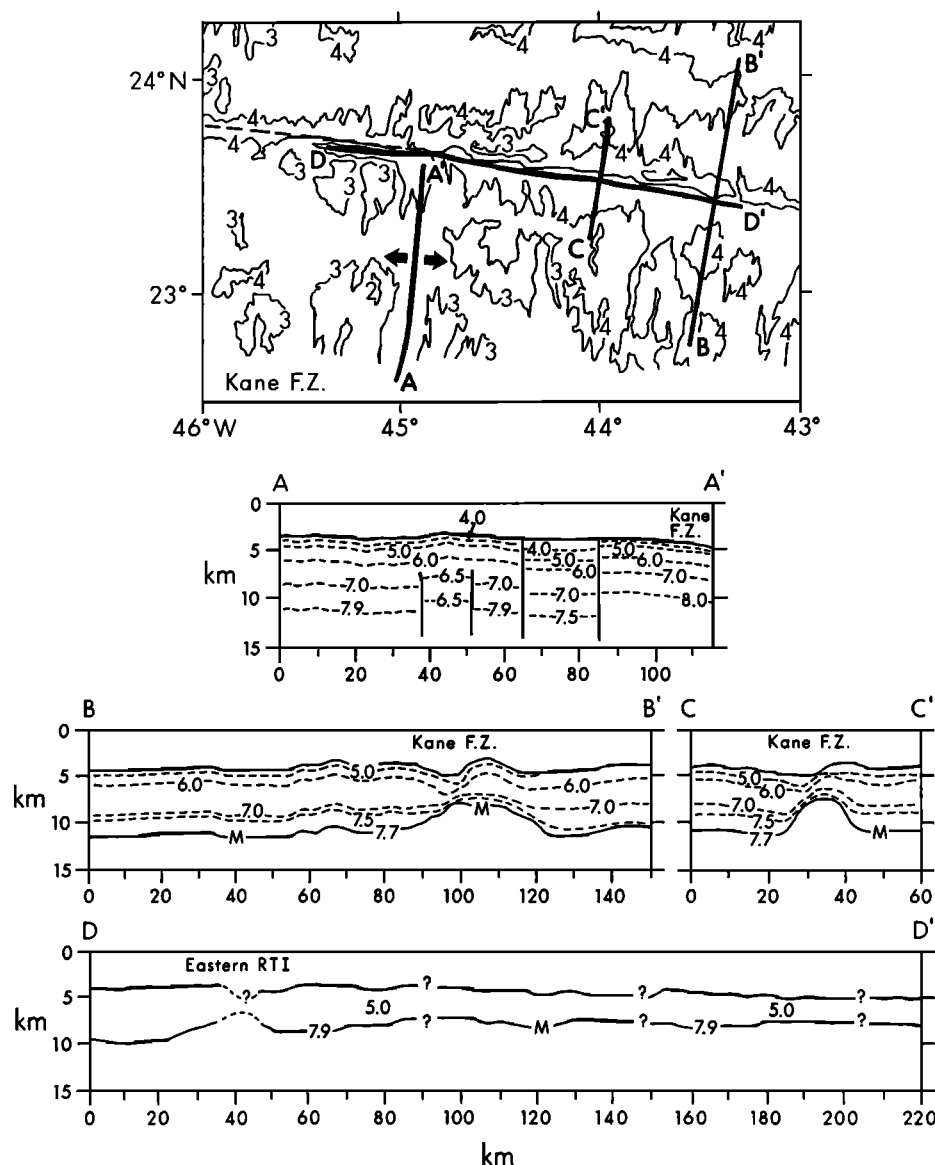 3 4 4 3 4 4
24°N
3 B'
4 4 3 4 C' 4
4 D 3 A' 4 4
3 3 3 4 D'
3 C
4 3 3 4
23° 2 3 4 4
3 3 4 B 4
Kane F.Z. A
46°W 45° 44° 43°
A A'
0 4.0 Kane F.Z.
5 5.0 6.0 4.0 5.0 6.0 5.0 6.0
km 7.0 6.5 7.0 7.0 7.0
10 7.9 6.5 7.9 7.5 8.0
15
0 20 40 60 80 100
B B' C C'
0 Kane F.Z. Kane F.Z.
5 6.0 5.0 6.0 5.0 6.0
km 7.0 7.0 7.0
10 M 7.5 7.7 M 7.5 7.7 M
15
0 20 40 60 80 100 120 140 0 20 40 60
D D'
0 Eastern RTI
5 ? 5.0 ? ? 5.0 ?
km 7.9 ? M ? 7.9 ?
10
15
0 20 40 60 80 100 120 140 160 180 200 220
km